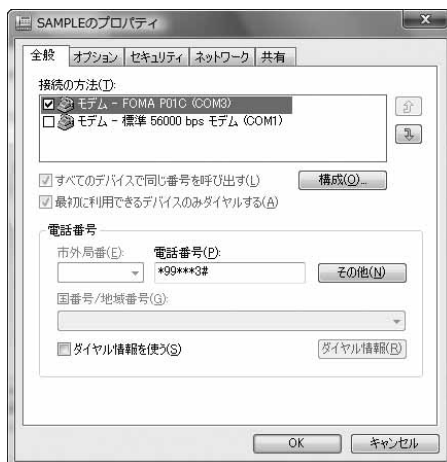 SAMPLEのプロパティ
全般 オプション セキュリティ ネットワーク 共有
接続の方法(T):
モデム - FOMA P01C (COM3)
モデム - 標準 56000 bps モデム (COM1)
すべてのデバイスで同じ番号を呼び出す(L) 構成(O)...
最初に利用できるデバイスのみダイヤルする(A)
電話番号
市外局番(E): 電話番号(P):
*99***3# その他(N)
国番号/地域番号(G):
ダイヤル情報を使う(S) ダイヤル情報(R)
OK キャンセル